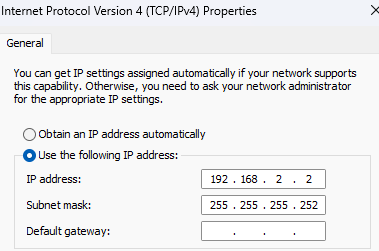 Internet Protocol Version 4 (TCP/IPv4) Properties
General
You can get IP settings assigned automatically if your network supports
this capability. Otherwise, you need to ask your network administrator
for the appropriate IP settings.
Obtain an IP address automatically
Use the following IP address:
IP address: 192 . 168 . 2 . 2
Subnet mask: 255 . 255 . 255 . 252
Default gateway: . . .